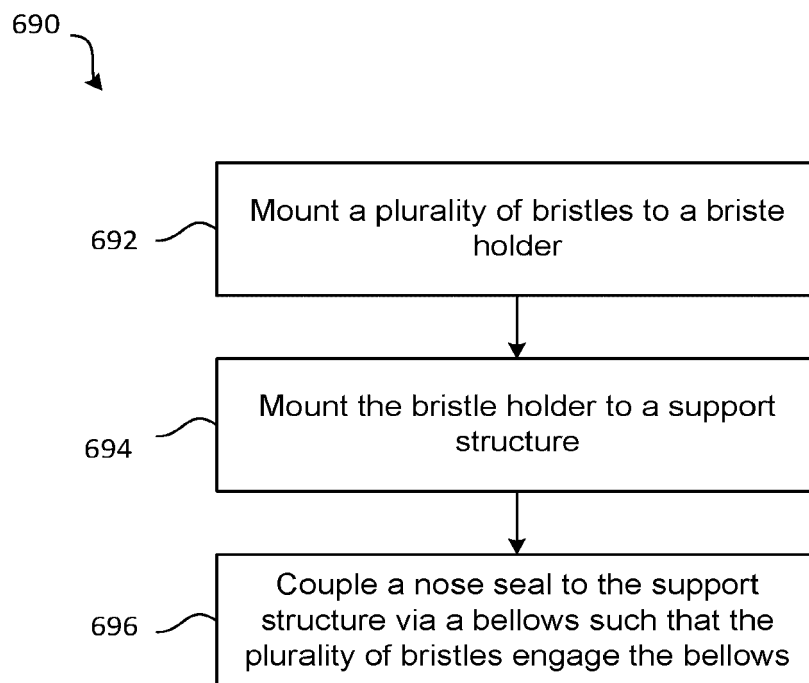 690
692
Mount a plurality of bristles to a briste
holder
694
Mount the bristle holder to a support
structure
696
Couple a nose seal to the support
structure via a bellows such that the
plurality of bristles engage the bellows